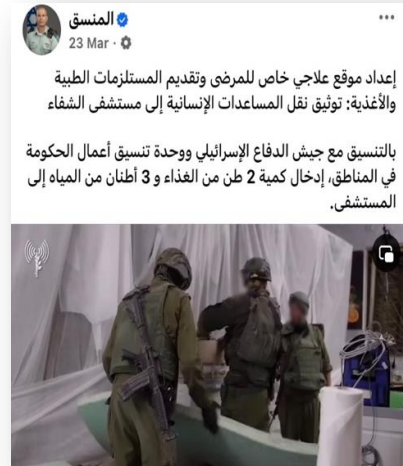 المنسق
23 Mar
إعداد موقع علاجي خاص للمرضى وتقديم المستلزمات الطبية
والأغذية: توثيق نقل المساعدات الإنسانية إلى مستشفى الشفاء
بالتنسيق مع جيش الدفاع الإسرائيلي ووحدة تنسيق أعمال الحكومة
في المناطق، إدخال كمية 2 طن من الغذاء و 3 أطنان من المياه إلى
المستشفى.